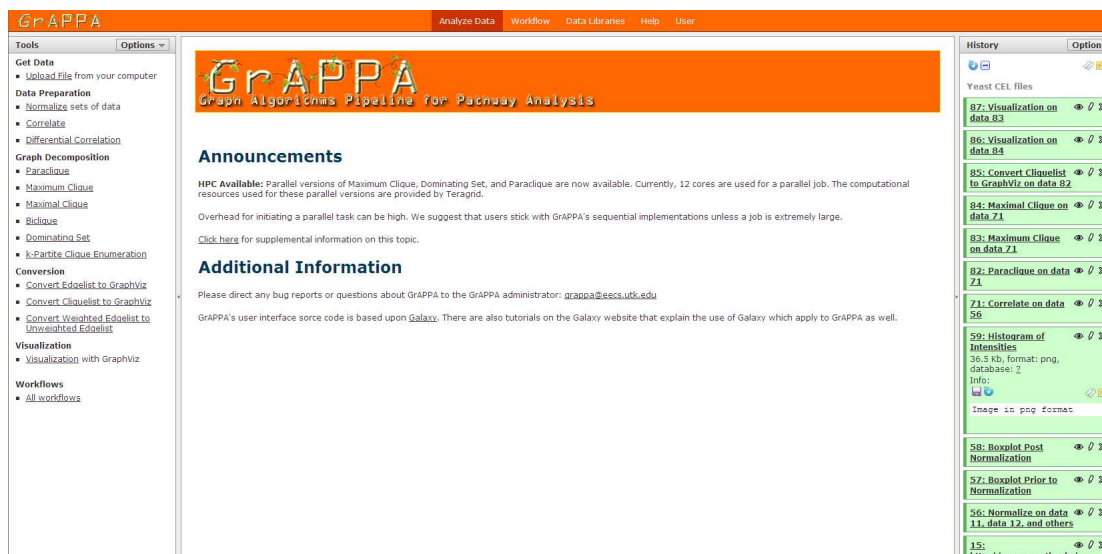 GrAPPA
Analyze Data Workflow Data Libraries Help User
Tools Options
Get Data
Upload File from your computer
Data Preparation
Normalize sets of data
Correlate
Differential Correlation
Graph Decomposition
Paraclique
Maximum Clique
Maximal Clique
Biclique
Dominating Set
k-Partite Clique Enumeration
Conversion
Convert Edgelist to GraphViz
Convert Cliquelist to GraphViz
Convert Weighted Edgelist to
Unweighted Edgelist
Visualization
Visualization with GraphViz
Workflows
All workflows
GrAPPA
Graph Algorithms Pipeline for Pathway Analysis
Announcements
HPC Available: Parallel versions of Maximum Clique, Dominating Set, and Paraclique are now available. Currently, 12 cores are used for a parallel job. The computational
resources used for these parallel versions are provided by Teragrid.
Overhead for initiating a parallel task can be high. We suggest that users stick with GrAPPA's sequential implementations unless a job is extremely large.
Click here for supplemental information on this topic.
Additional Information
Please direct any bug reports or questions about GrAPPA to the GrAPPA administrator: grappa@eecs.utk.edu
GrAPPA's user interface sorce code is based upon Galaxy. There are also tutorials on the Galaxy website that explain the use of Galaxy which apply to GrAPPA as well.
History Option
Yeast CEL files
87: Visualization on
data 83
86: Visualization on
data 84
85: Convert Cliquelist
to GraphViz on data 82
84: Maximal Clique on
data 71
83: Maximum Clique
on data 71
82: Paraclique on data
71
71: Correlate on data
56
59: Histogram of
Intensities
36.5 Kb, format: png,
database: ?
Info:
Image in png format
58: Boxplot Post
Normalization
57: Boxplot Prior to
Normalization
56: Normalize on data
11, data 12, and others
15: